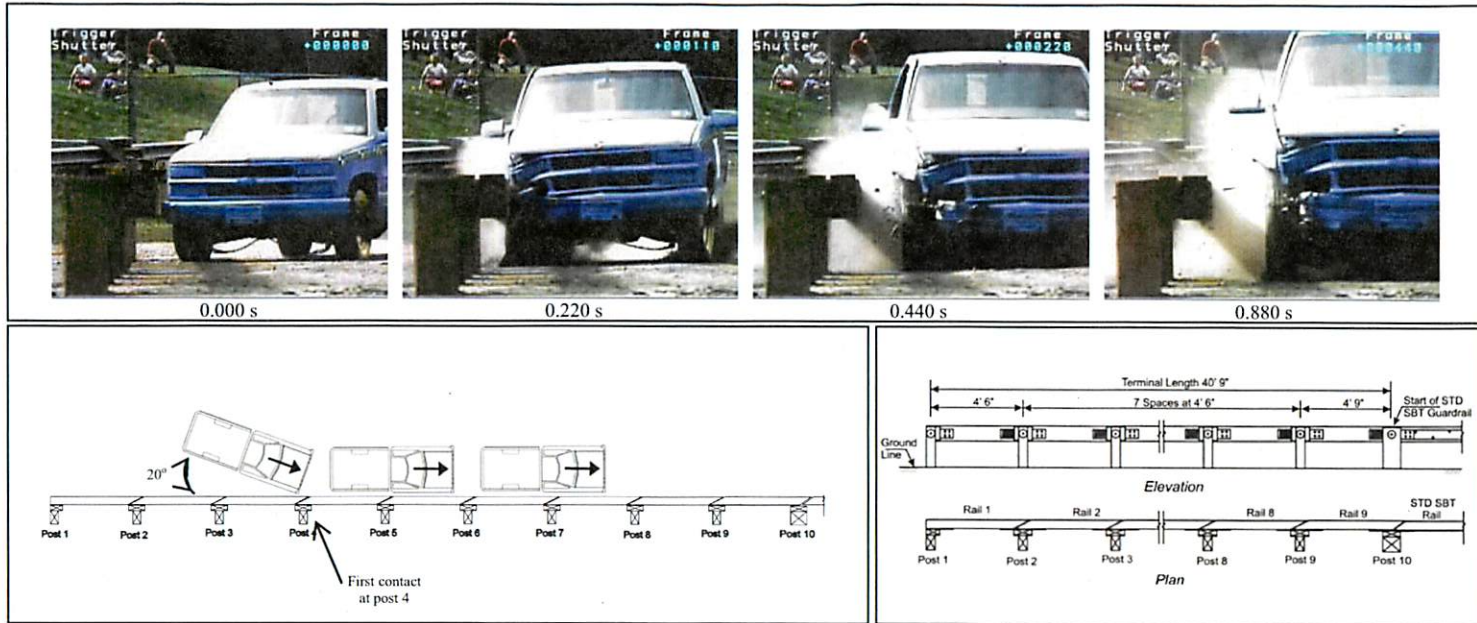 Trigger Frame
Shutter +000000
Trigger Frame
Shutter +000110
Trigger Frame
Shutter +000220
Trigger Frame
Shutter +000440
0.000 s
0.220 s
0.440 s
0.880 s
20°
Post 1
Post 2
Post 3
Post 4
Post 5
Post 6
Post 7
Post 8
Post 9
Post 10
First contact
at post 4
Terminal Length 40' 9"
4' 6"
7 Spaces at 4' 6"
4' 9"
Start of STD
SBT Guardrail
Ground
Line
Elevation
Rail 1
Rail 2
Rail 8
Rail 9
STD SBT
Rail
Post 1
Post 2
Post 3
Post 8
Post 9
Post 10
Plan